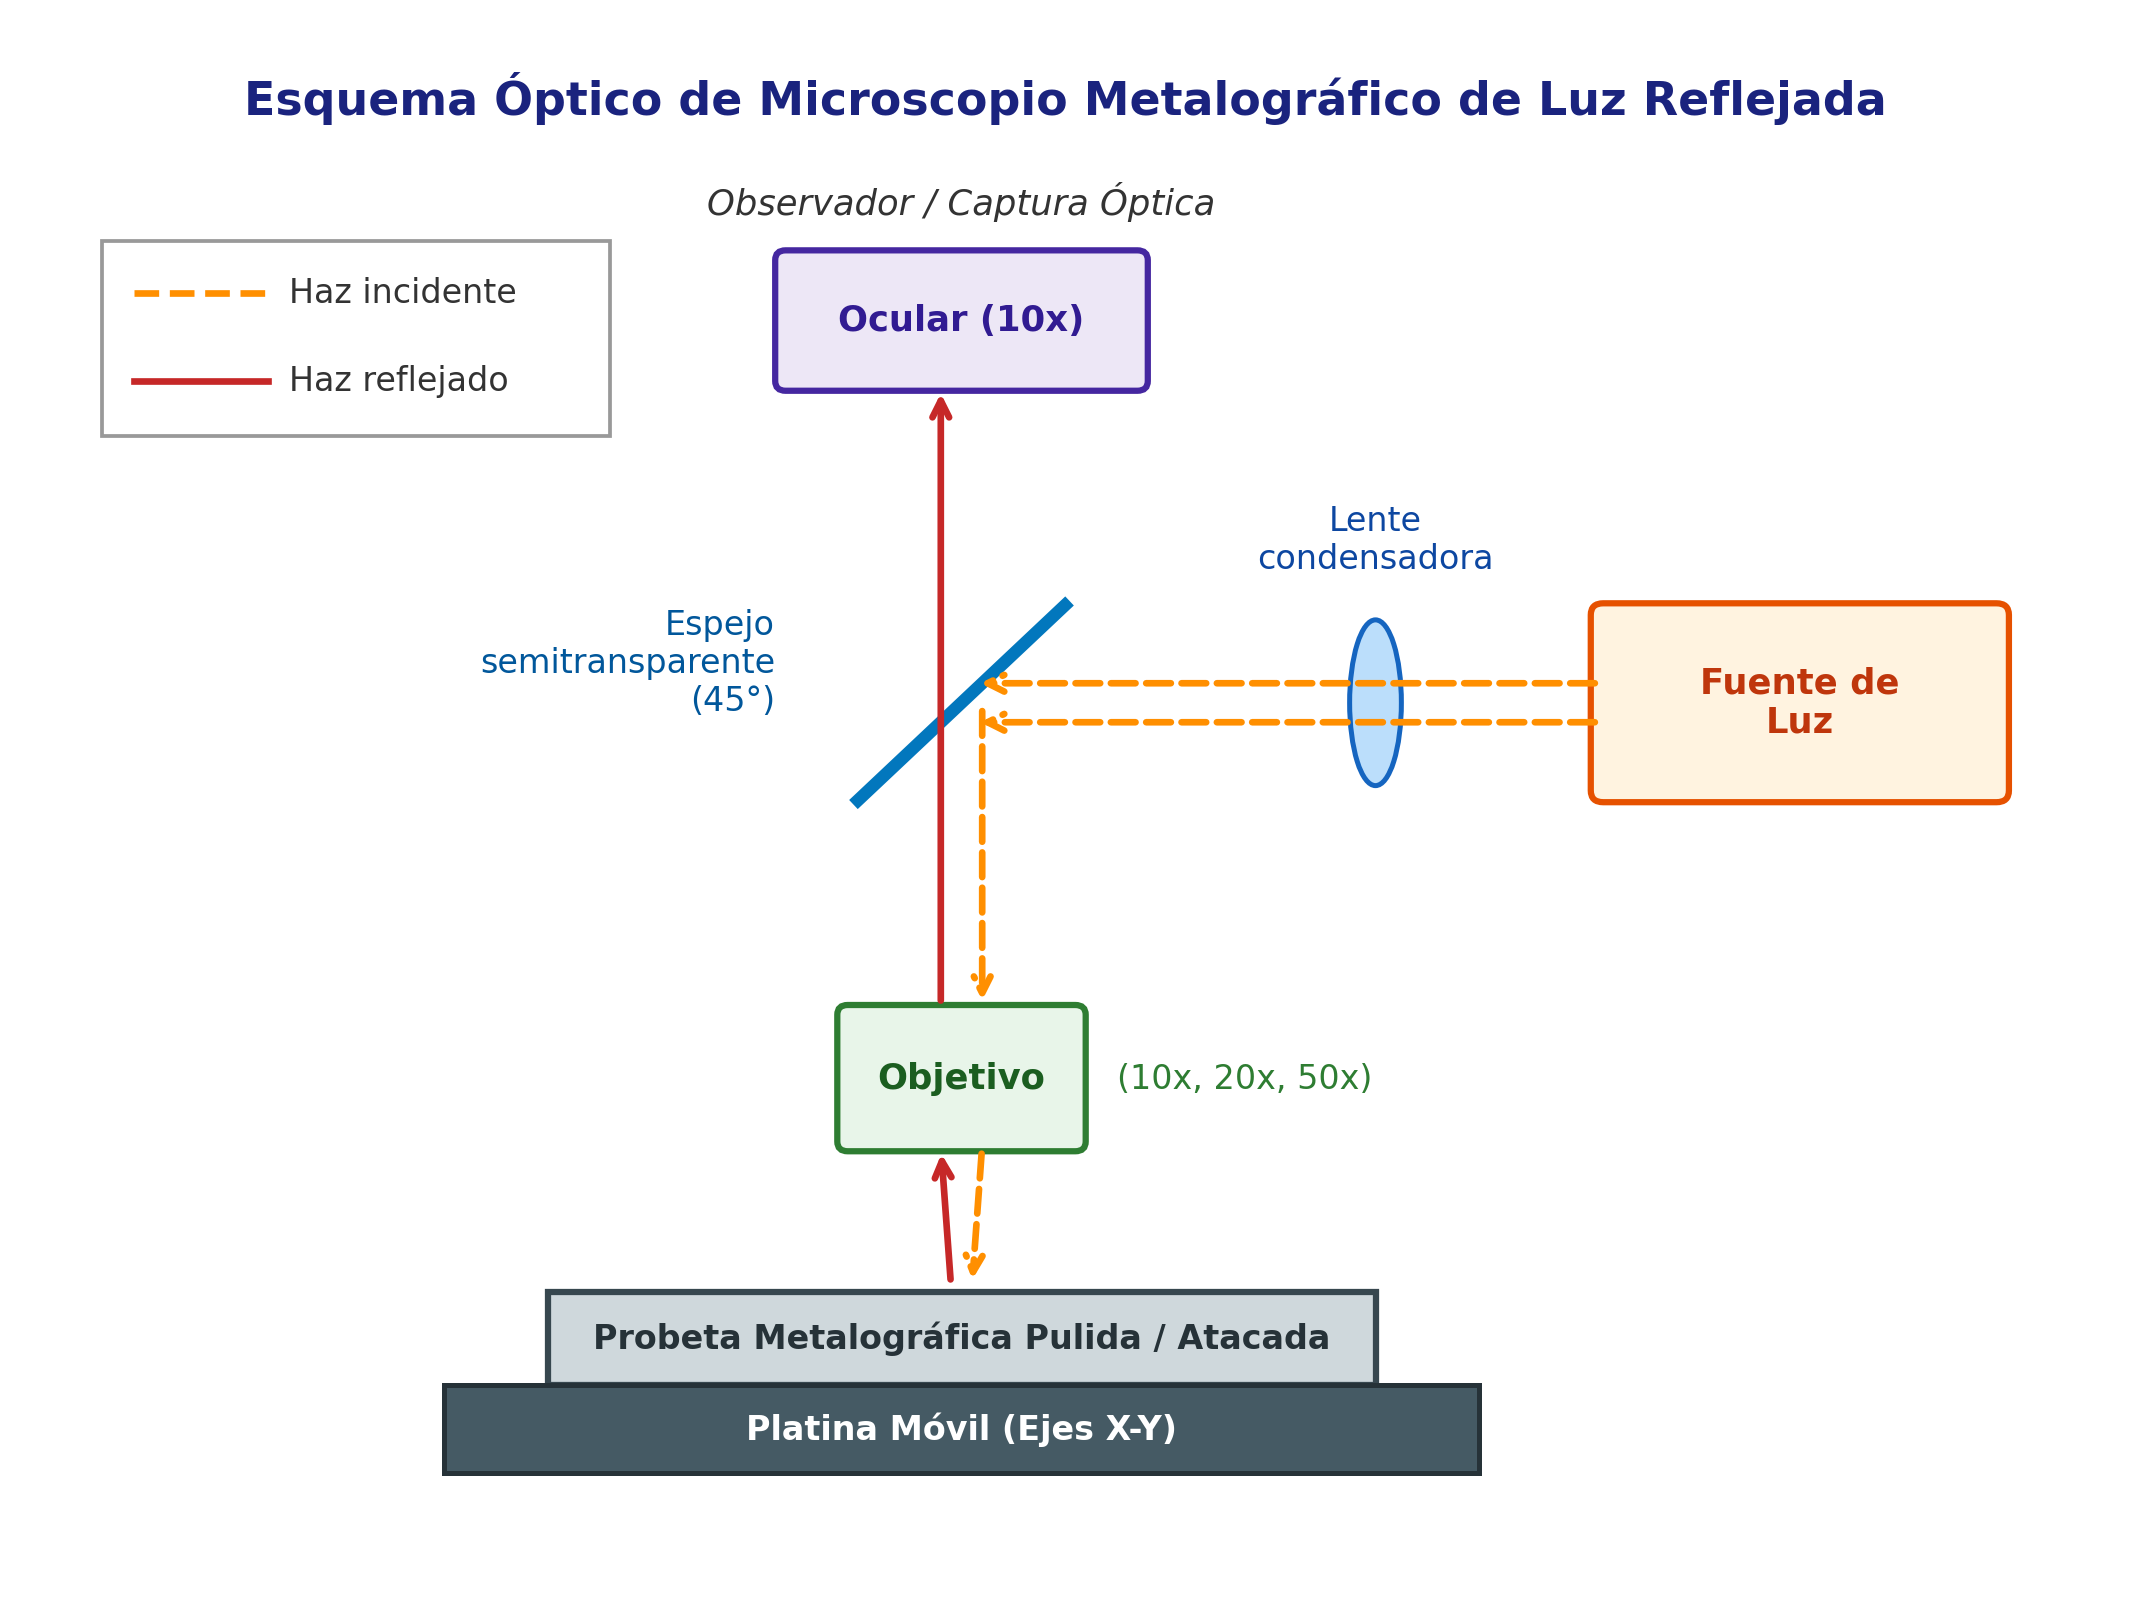 Esquema Óptico de Microscopio Metalográfico de Luz Reflejada
Observador / Captura Óptica
Haz incidente
Haz reflejado
Ocular (10x)
Lente
condensadora
Espejo
semitransparente
(45°)
Fuente de
Luz
Objetivo
(10x, 20x, 50x)
Probeta Metalográfica Pulida / Atacada
Platina Móvil (Ejes X-Y)